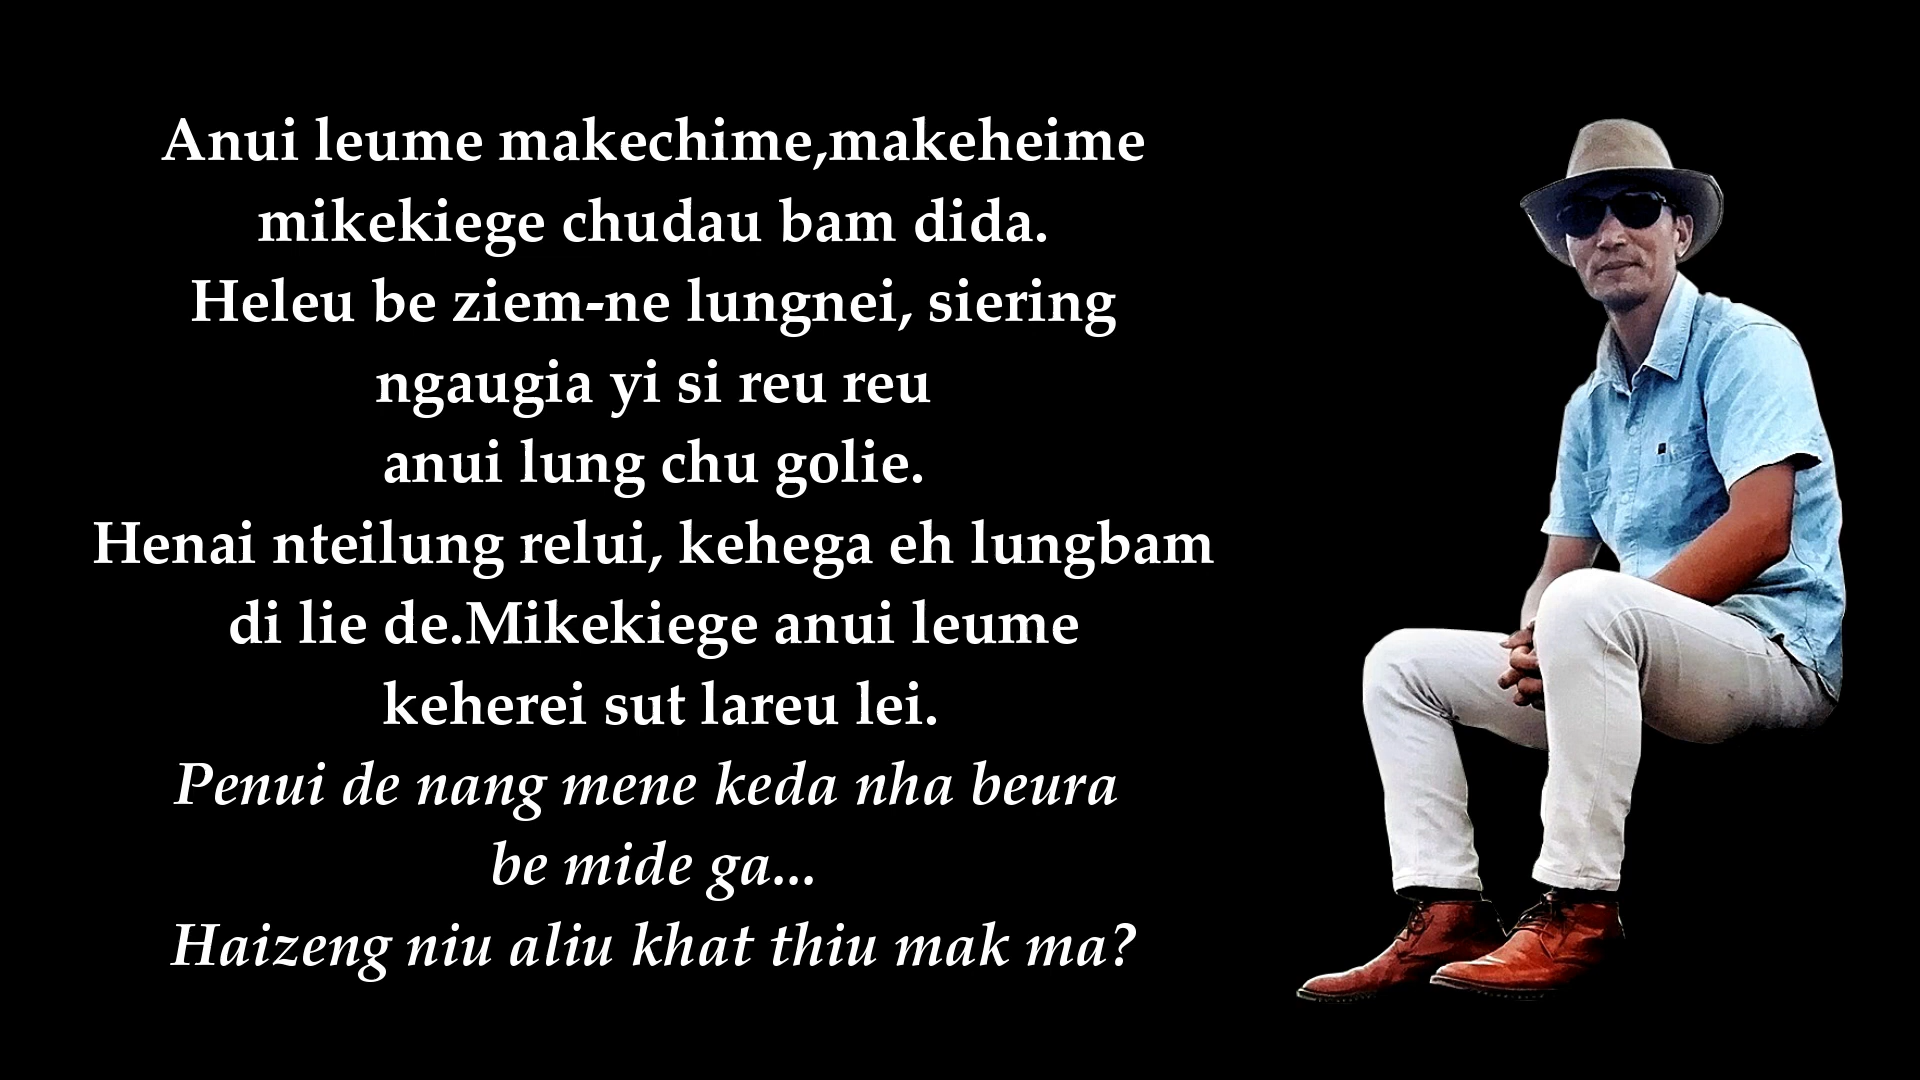 Anui leume makechime,makeheime
mikekiege chudau bam dida.
Heleu be ziem-ne lungnei, siering
ngaugia yi si reu reu
anui lung chu golie.
Henai nteilung relui, kehega eh lungbam
di lie de.Mikekiege anui leume
keherei sut lareu lei.
Penui de nang mene keda nha beura
be mide ga...
Haizeng niu aliu khat thiu mak ma?